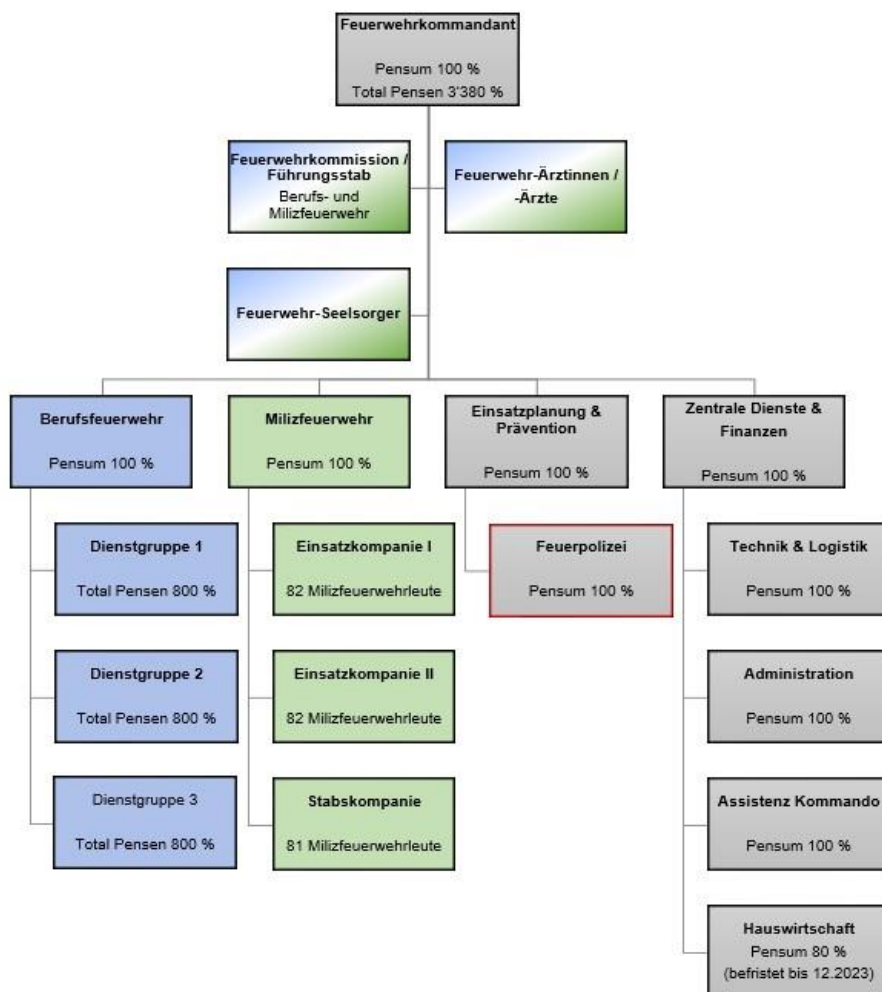 Feuerwehrkommandant
Pensum 100 %
Total Pensen 3'380 %
Feuerwehrkommission /
Führungsstab
Berufs- und
Milizfeuerwehr
Feuerwehr-Ärztinnen /
-Ärzte
Feuerwehr-Seelsorger
Berufsfeuerwehr
Pensum 100 %
Milizfeuerwehr
Pensum 100 %
Einsatzplanung &
Prävention
Pensum 100 %
Zentrale Dienste &
Finanzen
Pensum 100 %
Dienstgruppe 1
Total Pensen 800 %
Einsatzkompanie I
82 Milizfeuerwehrleute
Feuerpolizei
Pensum 100 %
Technik & Logistik
Pensum 100 %
Dienstgruppe 2
Total Pensen 800 %
Einsatzkompanie II
82 Milizfeuerwehrleute
Administration
Pensum 100 %
Dienstgruppe 3
Total Pensen 800 %
Stabskompanie
81 Milizfeuerwehrleute
Assistenz Kommando
Pensum 100 %
Hauswirtschaft
Pensum 80 %
(befristet bis 12.2023)